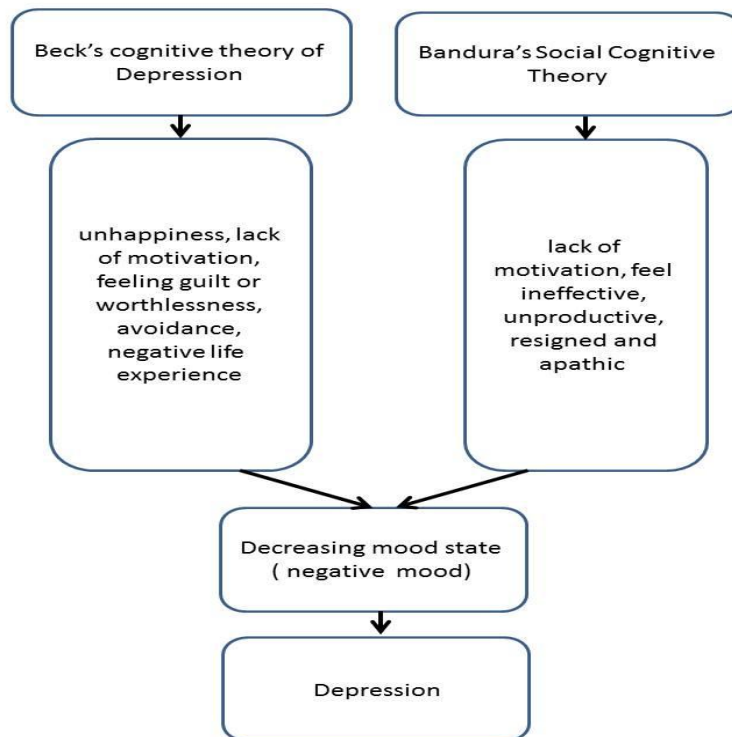 Beck's cognitive theory of
Depression
Bandura's Social Cognitive
Theory
unhappiness, lack
of motivation,
feeling guilt or
worthlessness,
avoidance,
negative life
experience
lack of
motivation, feel
ineffective,
unproductive,
resigned and
apathic
Decreasing mood state
( negative mood)
Depression